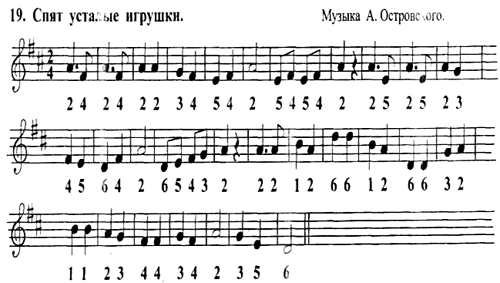 19. Спят усталые игрушки. Музыка А. Островского.
2 4
2 4 2 4 2 2 3 4 5 4 2 5 4 5 4 2 2 5 2 5 2 3
4 5 6 4 2 6 5 4 3 2 2 2 1 2 6 6 1 2 6 6 3 2
1 1 2 3 4 4 3 4 2 3 5 6